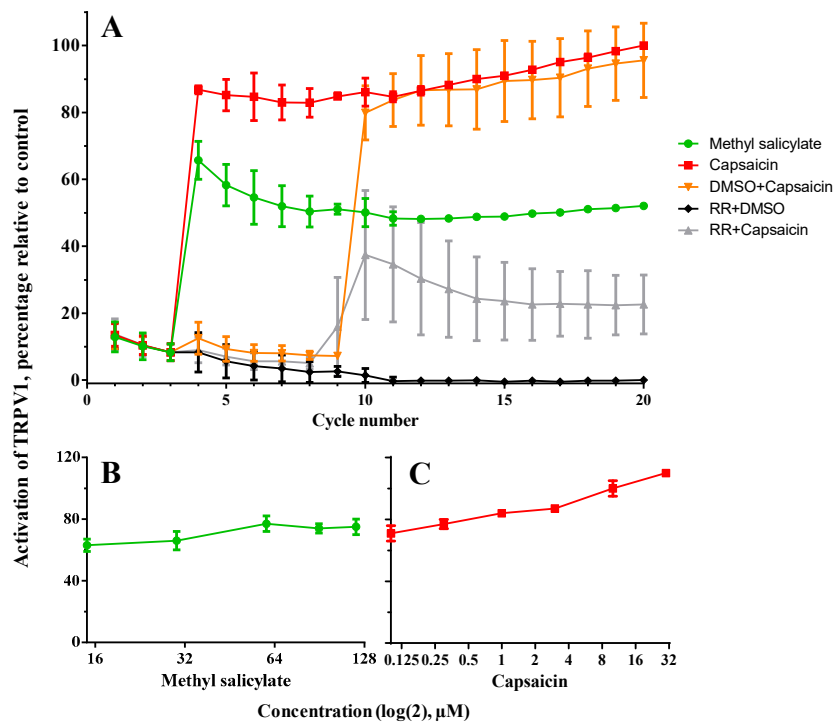 A
Activation of TRPV1, percentage relative to control
100
80
60
40
20
0
0 5 10 15 20
Cycle number
Methyl salicylate
Capsaicin
DMSO+Capsaicin
RR+DMSO
RR+Capsaicin
B
120
80
40
0
16 32 64 128
Methyl salicylate
C
0.125 0.25 0.5 1 2 4 8 16 32
Capsaicin
Concentration (log(2), µM)